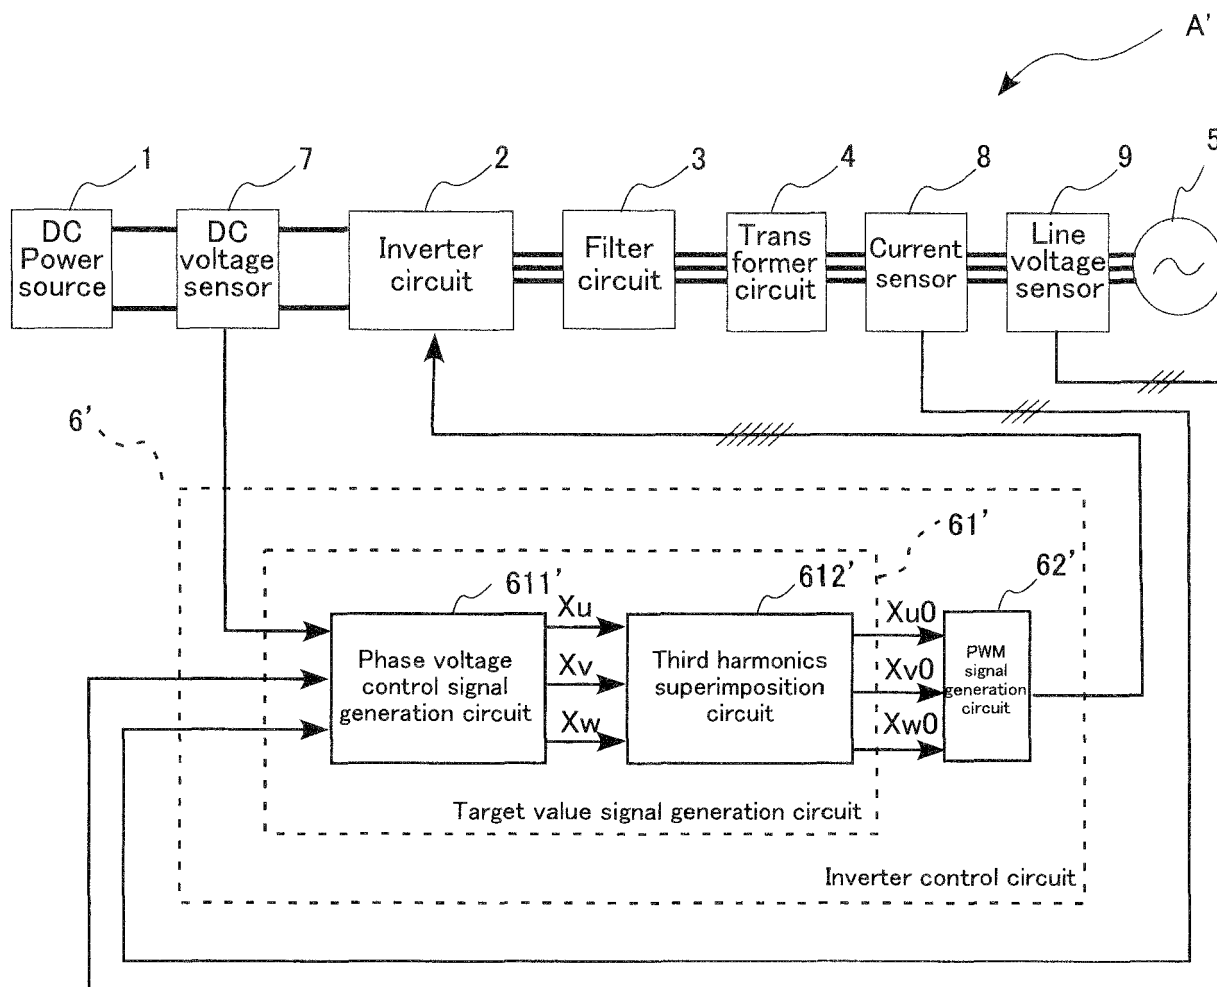 A'
1
7
2
3
4
8
9
5
DC
Power
source
DC
voltage
sensor
Inverter
circuit
Filter
circuit
Trans
former
circuit
Current
sensor
Line
voltage
sensor
6'
61'
611'
612'
62'
Xu
Xv
Xw
Xu0
Xv0
Xw0
Phase voltage
control signal
generation circuit
Third harmonics
superimposition
circuit
PWM
signal
generation
circuit
Target value signal generation circuit
Inverter control circuit